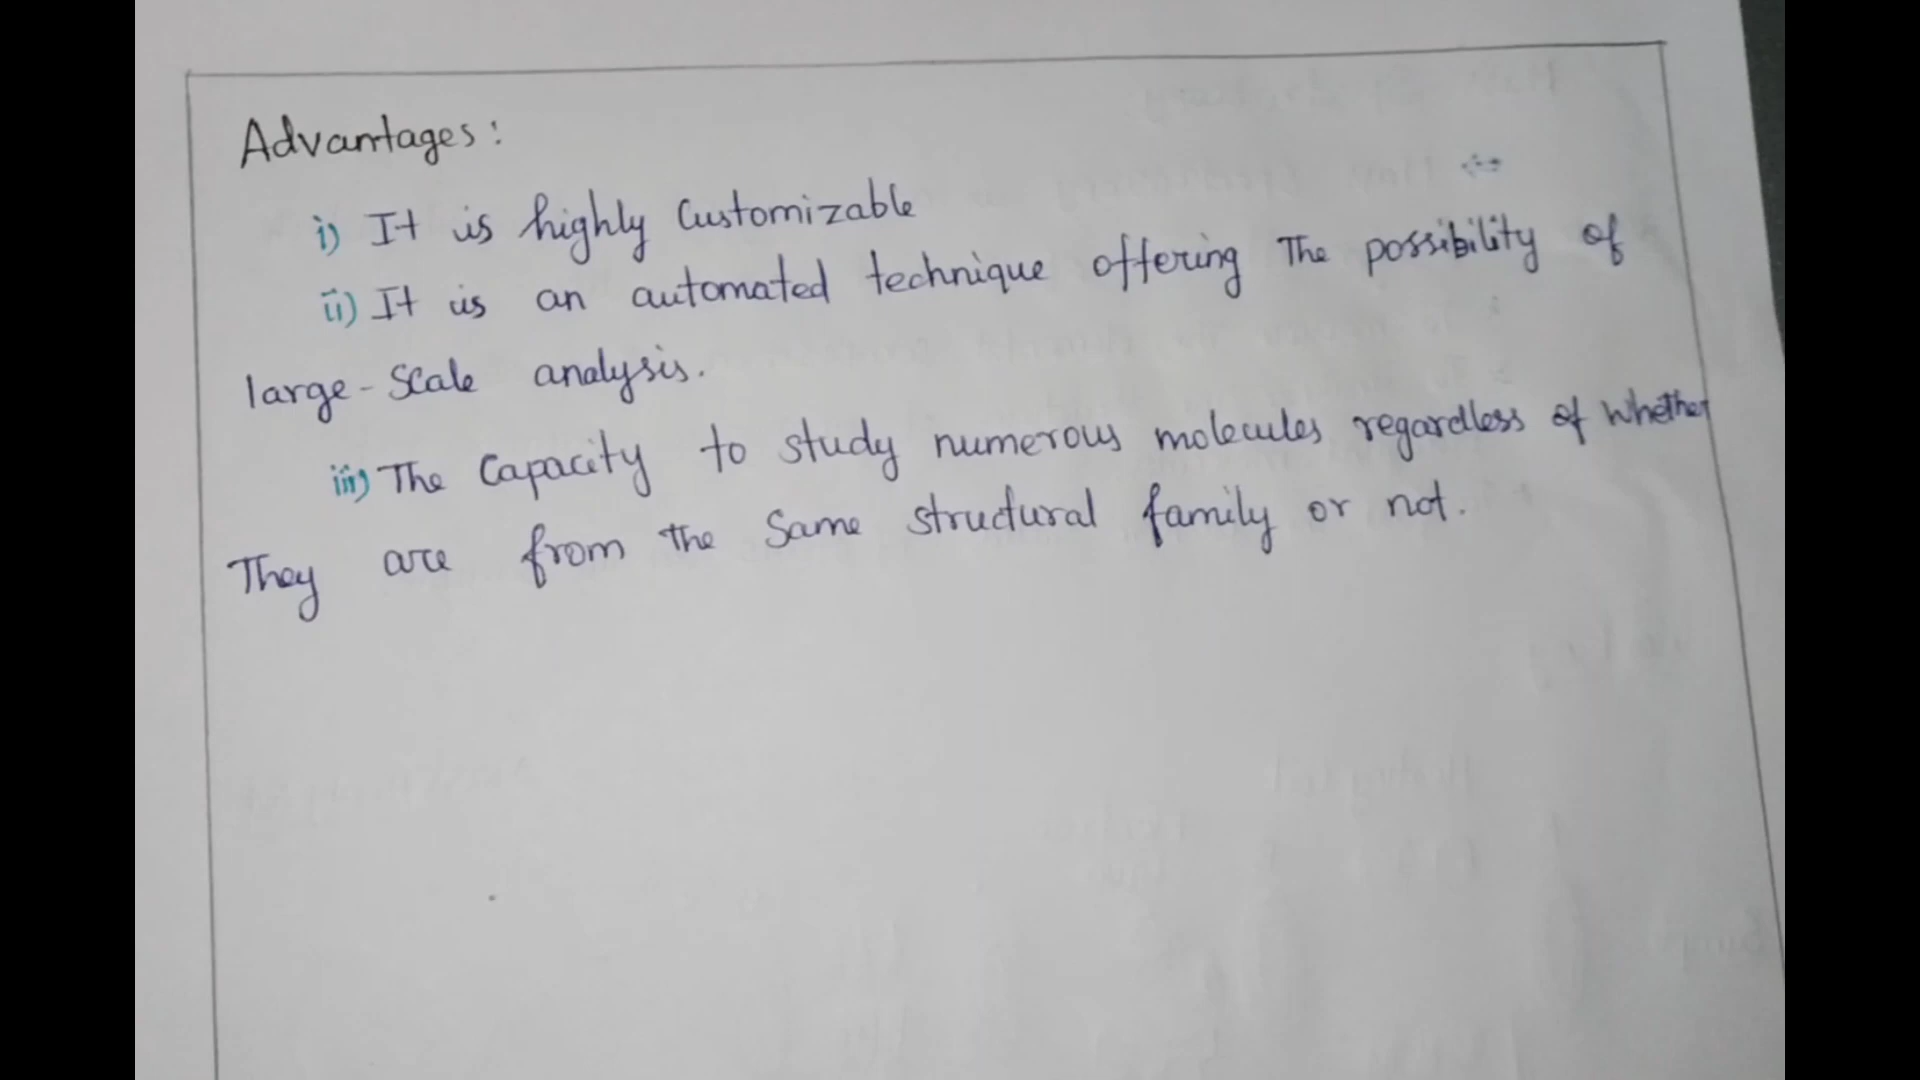 Advantages:
i) It is highly Customizable
ii) It is an automated technique offering The possibility of
large-Scale analysis.
iii) The Capacity to study numerous molecules regardless of whether
They are from the Same structural family or not.